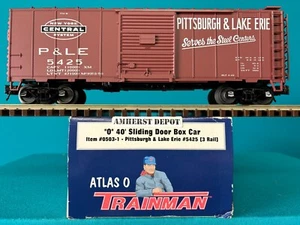 NEW YORK
CENTRAL
SYSTEM
P & L E
5425
PITTSBURGH & LAKE ERIE
Serves the Steel Centers
AMHERST DEPOT
"O" 40' Sliding Door Box Car
Item #0503-1 - Pittsburgh & Lake Erie #5425 (3 Rail)
ATLAS O
TRAINMAN